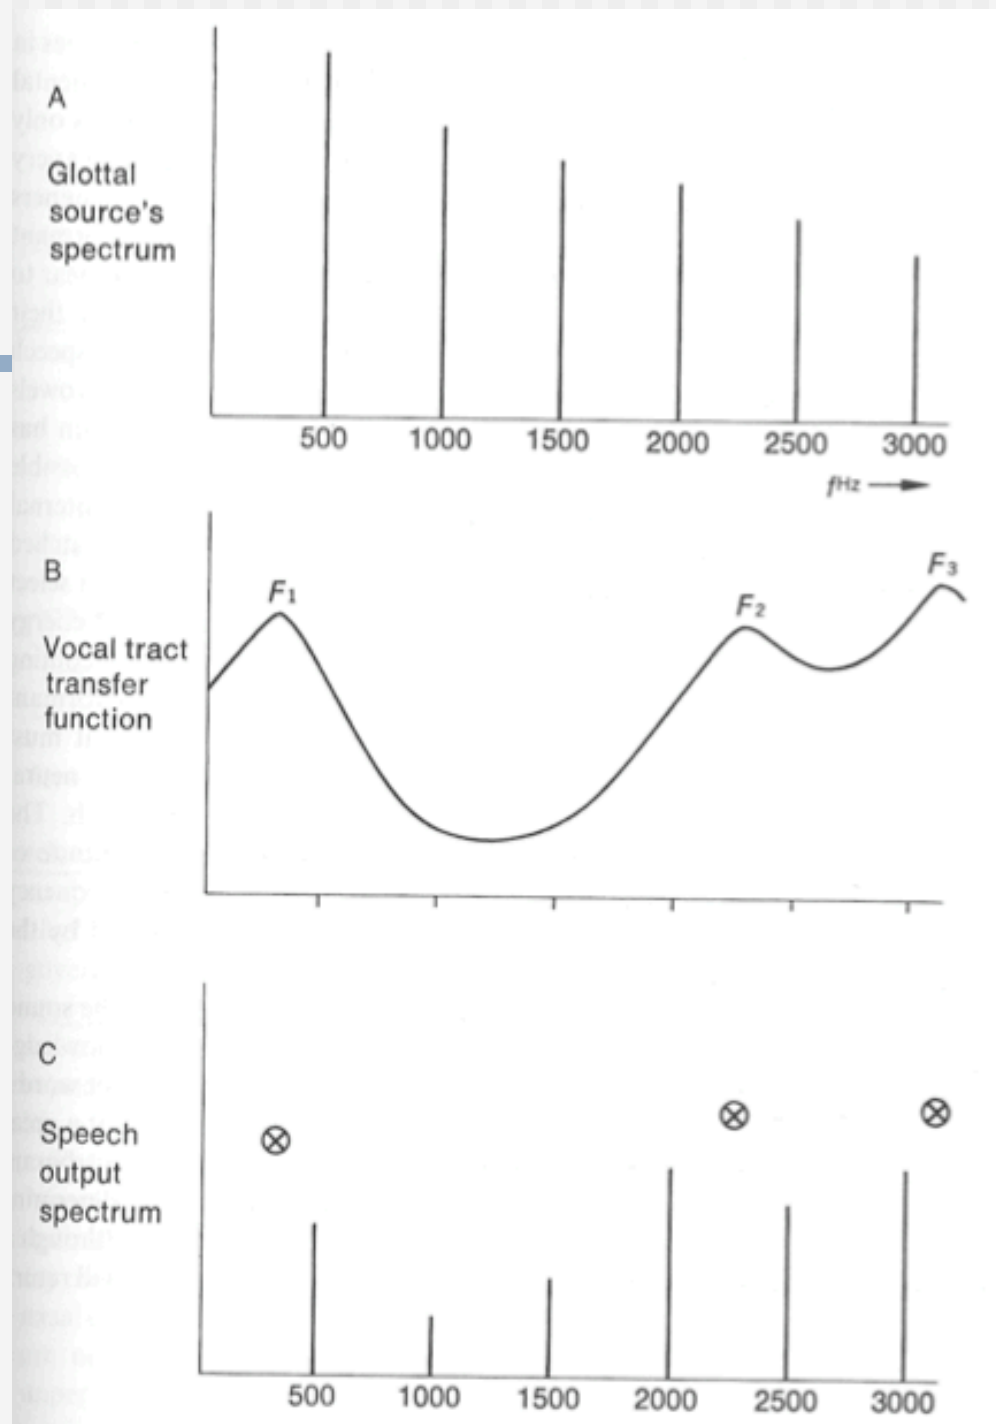 A
Glottal
source's
spectrum
500 1000 1500 2000 2500 3000
fHz
B
F1
F2
F3
Vocal tract
transfer
function
C
Speech
output
spectrum
500 1000 1500 2000 2500 3000